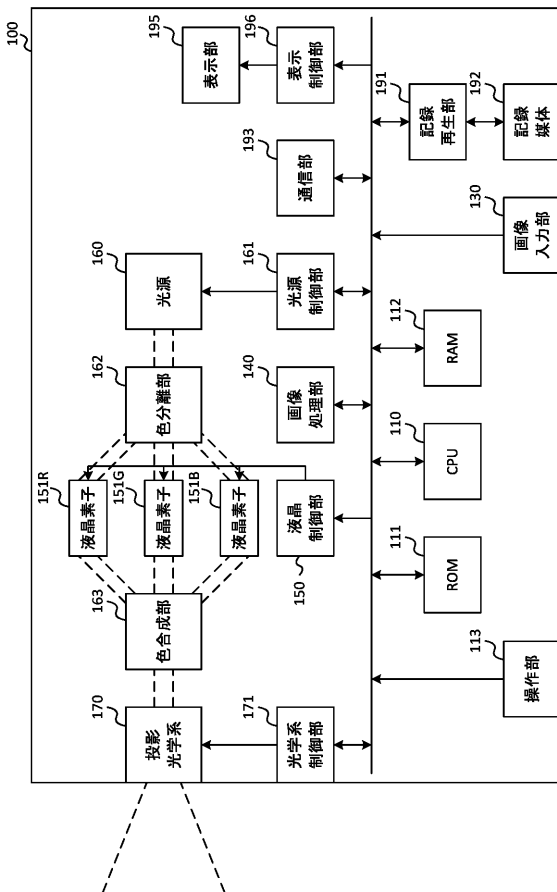 100
170
投影
光学系
163
色合成部
151R
液晶素子
151G
液晶素子
151B
液晶素子
162
色分離部
160
光源
195
表示部
171
光学系
制御部
150
液晶
制御部
140
画像
処理部
161
光源
制御部
193
通信部
196
表示
制御部
113
操作部
111
ROM
110
CPU
112
RAM
130
画像
入力部
191
記録
再生部
192
記録
媒体